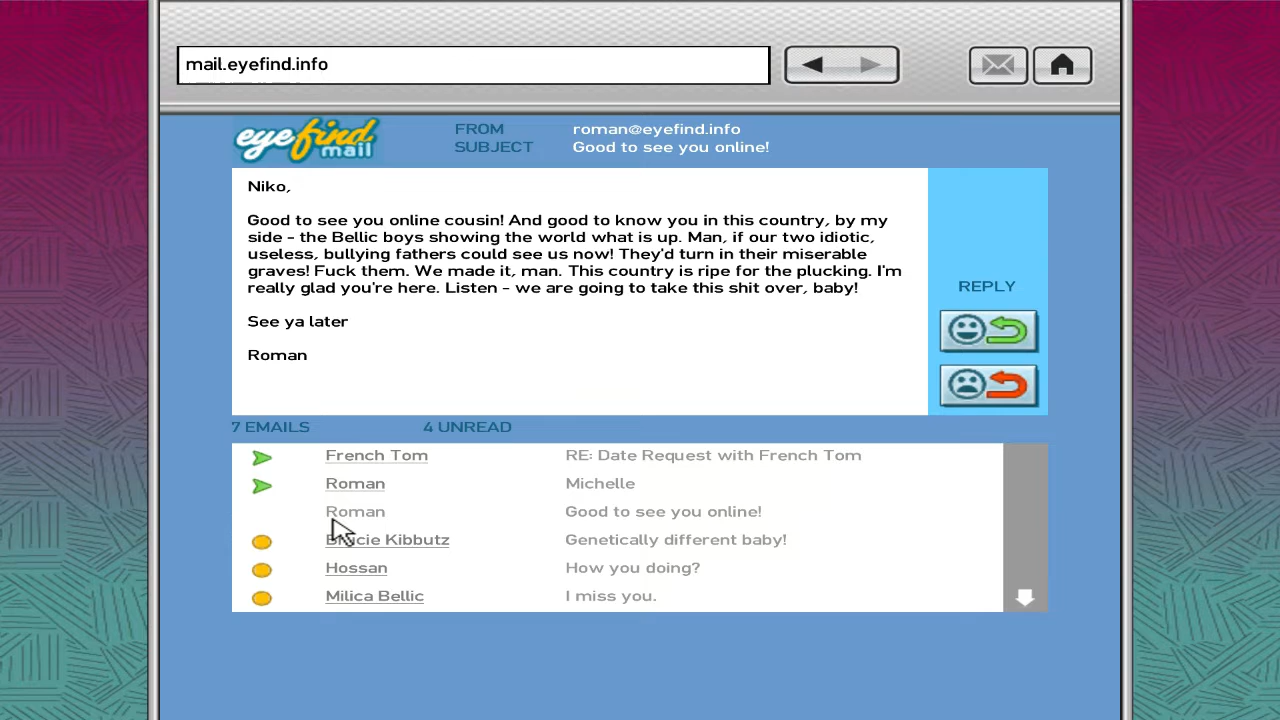 mail.eyefind.info
eyefind mail
FROM roman@eyefind.info
SUBJECT Good to see you online!
Niko,
Good to see you online cousin! And good to know you in this country, by my
side - the Bellic boys showing the world what is up. Man, if our two idiotic,
useless, bullying fathers could see us now! They'd turn in their miserable
graves! Fuck them. We made it, man. This country is ripe for the plucking. I'm
really glad you're here. Listen - we are going to take this shit over, baby!
See ya later
Roman
REPLY
7 EMAILS 4 UNREAD
French Tom RE: Date Request with French Tom
Roman Michelle
Roman Good to see you online!
Brucie Kibbutz Genetically different baby!
Hossan How you doing?
Milica Bellic I miss you.